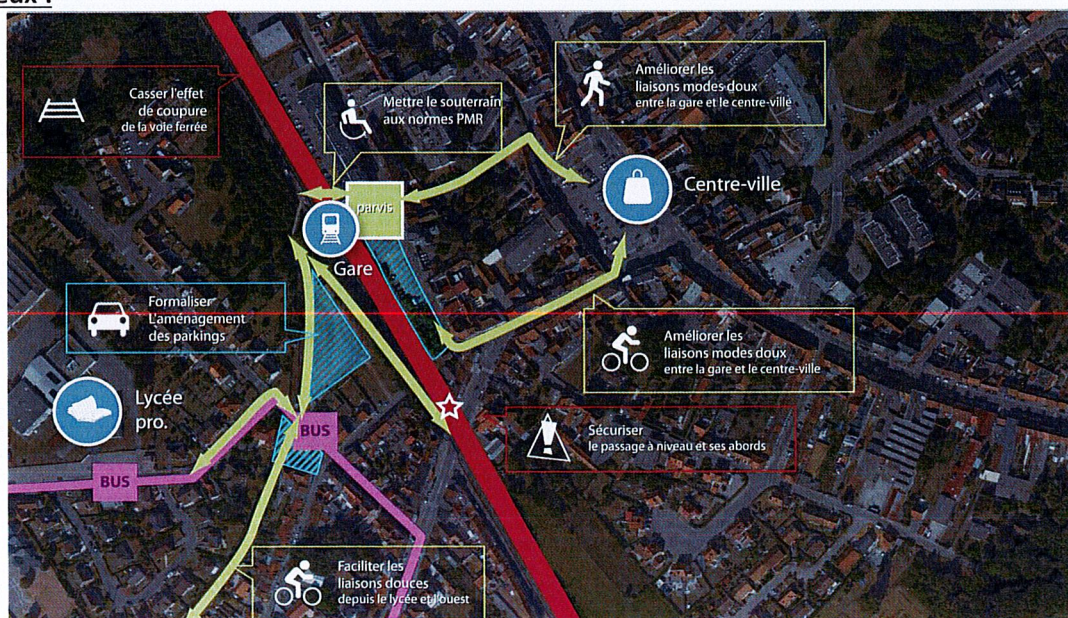 eux :
Casser l'effet
de coupure
de la voie ferrée
Mettre le souterrain
aux normes PMR
Améliorer les
liaisons modes doux
entre la gare et le centre-ville
parvis
Centre-ville
Gare
Formaliser
L'aménagement
des parkings
Améliorer les
liaisons modes doux
entre la gare et le centre-ville
Lycée
pro.
BUS
Sécuriser
le passage à niveau et ses abords
BUS
Faciliter les
liaisons douces
depuis le lycée et l'ouest